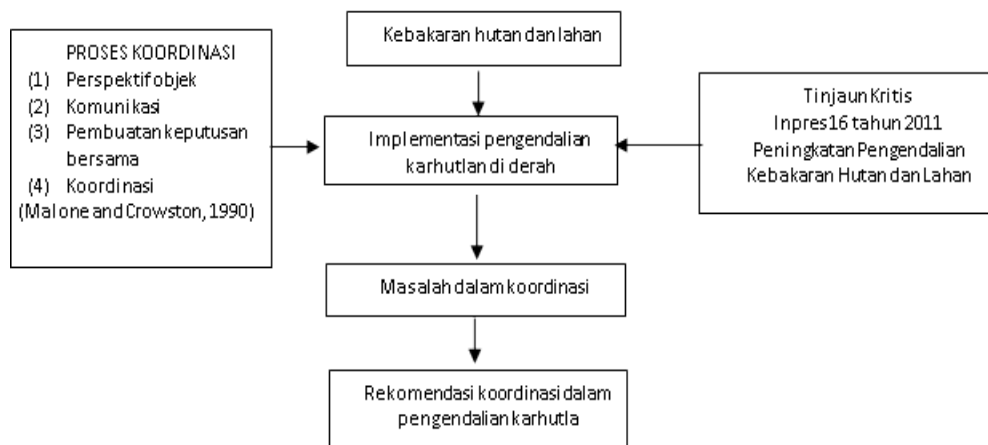 Kebakaran hutan dan lahan
PROSES KOORDINASI
(1) Perspektif objek
(2) Komunikasi
(3) Pembuatan keputusan
bersama
(4) Koordinasi
(Malone and Crowston, 1990)
Implementasi pengendalian
karhutlan di derah
Tinjaun Kritis
Inpres 16 tahun 2011
Peningkatan Pengendalian
Kebakaran Hutan dan Lahan
Masalah dalam koordinasi
Rekomendasi koordinasi dalam
pengendalian karhutla